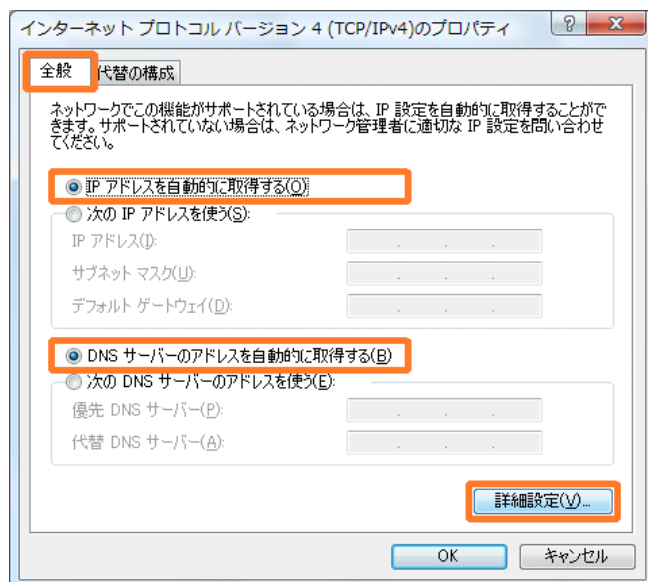 インターネット プロトコル バージョン 4 (TCP/IPv4)のプロパティ
全般
代替の構成
ネットワークでこの機能がサポートされている場合は、IP 設定を自動的に取得することがで
きます。サポートされていない場合は、ネットワーク管理者に適切な IP 設定を問い合わせ
てください。
IP アドレスを自動的に取得する(O)
次の IP アドレスを使う(S):
IP アドレス(I):
サブネット マスク(U):
デフォルト ゲートウェイ(D):
DNS サーバーのアドレスを自動的に取得する(B)
次の DNS サーバーのアドレスを使う(E):
優先 DNS サーバー(P):
代替 DNS サーバー(A):
詳細設定(V)...
OK
キャンセル